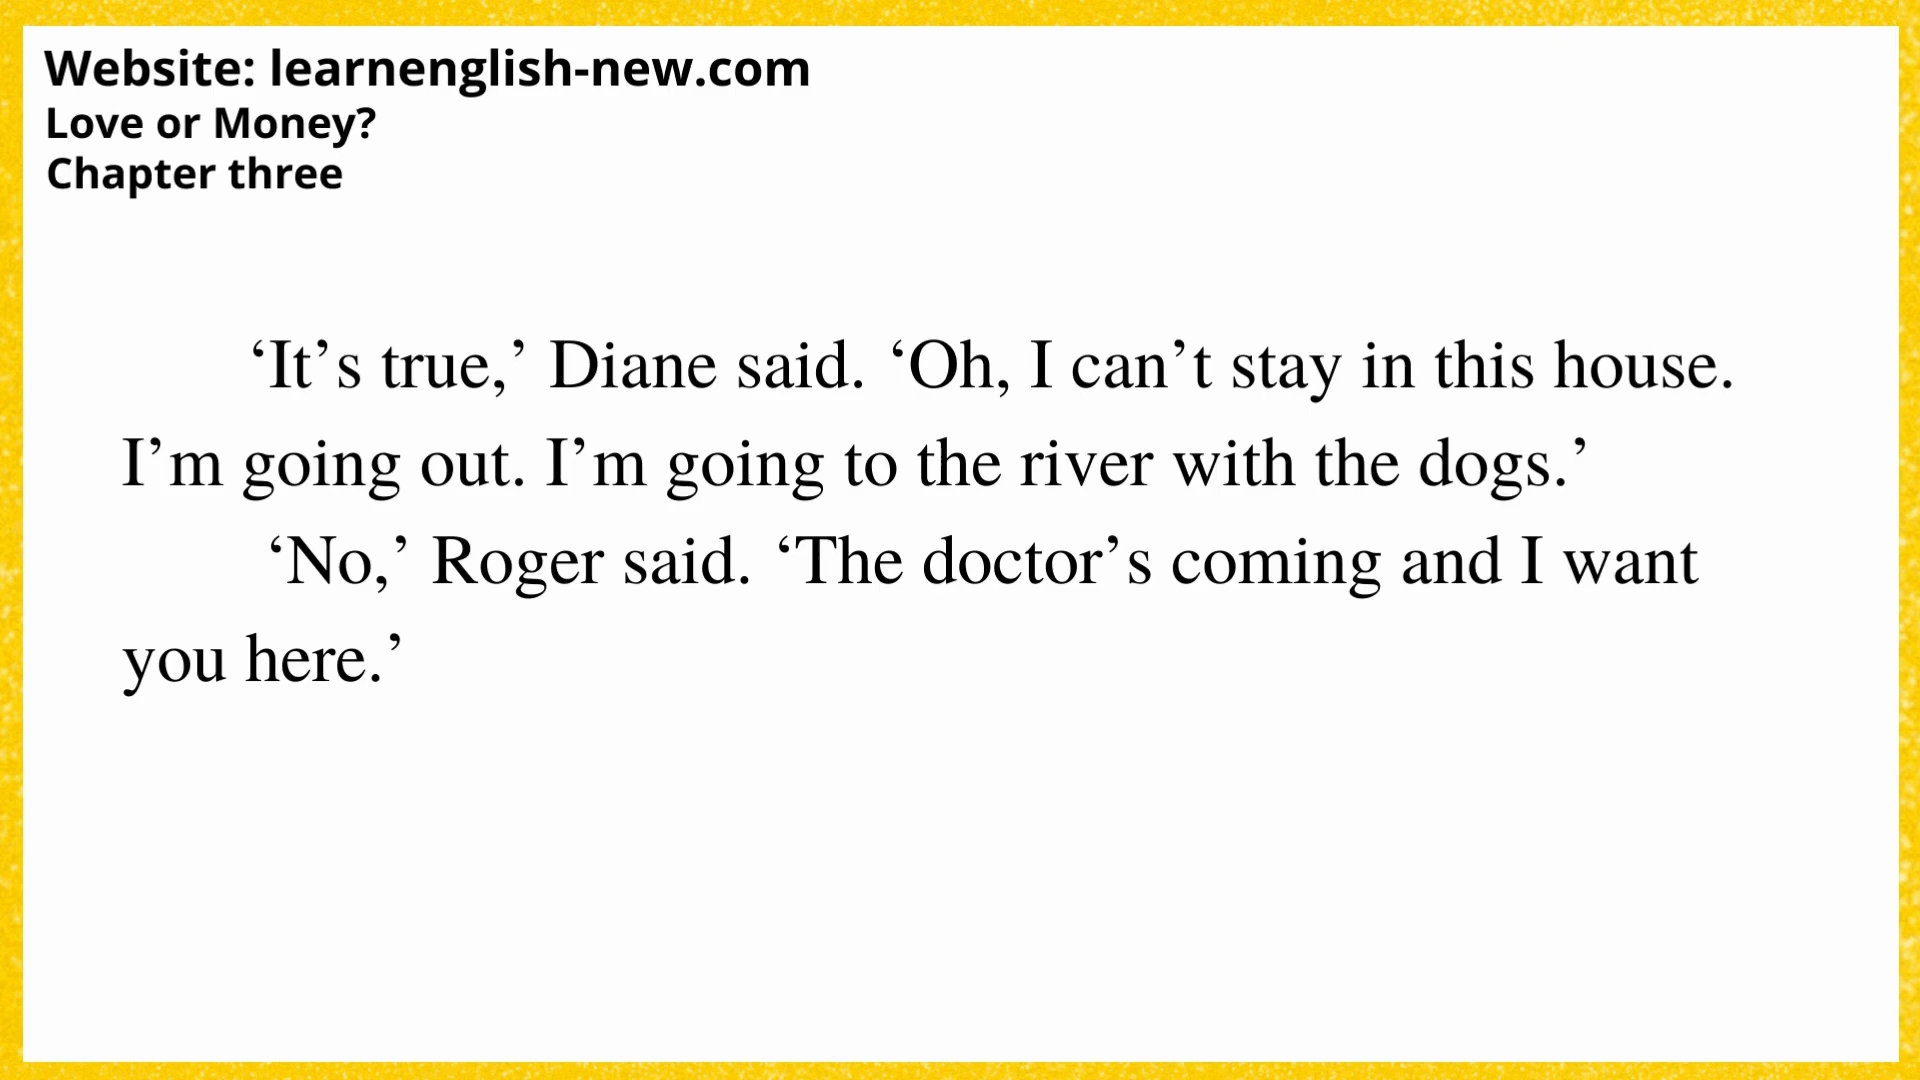 Website: learnenglish-new.com
Love or Money?
Chapter three
‘It’s true,’ Diane said. ‘Oh, I can’t stay in this house.
I’m going out. I’m going to the river with the dogs.’
‘No,’ Roger said. ‘The doctor’s coming and I want
you here.’